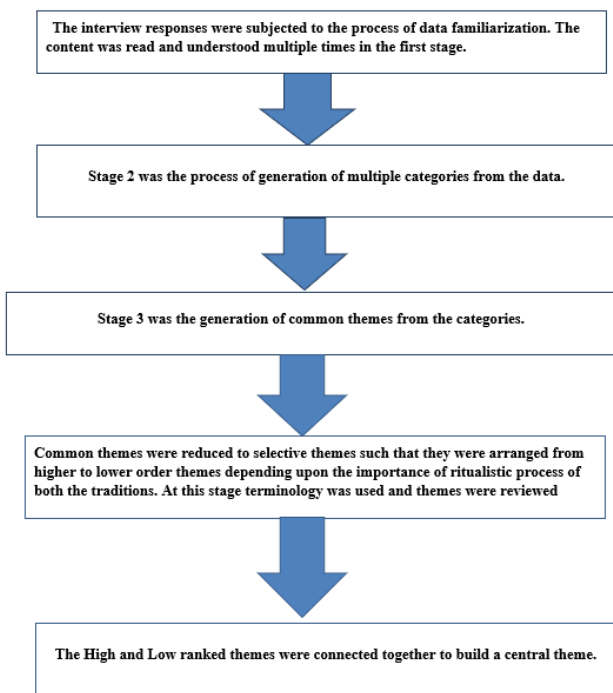 The interview responses were subjected to the process of data familiarization. The
content was read and understood multiple times in the first stage.
Stage 2 was the process of generation of multiple categories from the data.
Stage 3 was the generation of common themes from the categories.
Common themes were reduced to selective themes such that they were arranged from
higher to lower order themes depending upon the importance of ritualistic process of
both the traditions. At this stage terminology was used and themes were reviewed
The High and Low ranked themes were connected together to build a central theme.